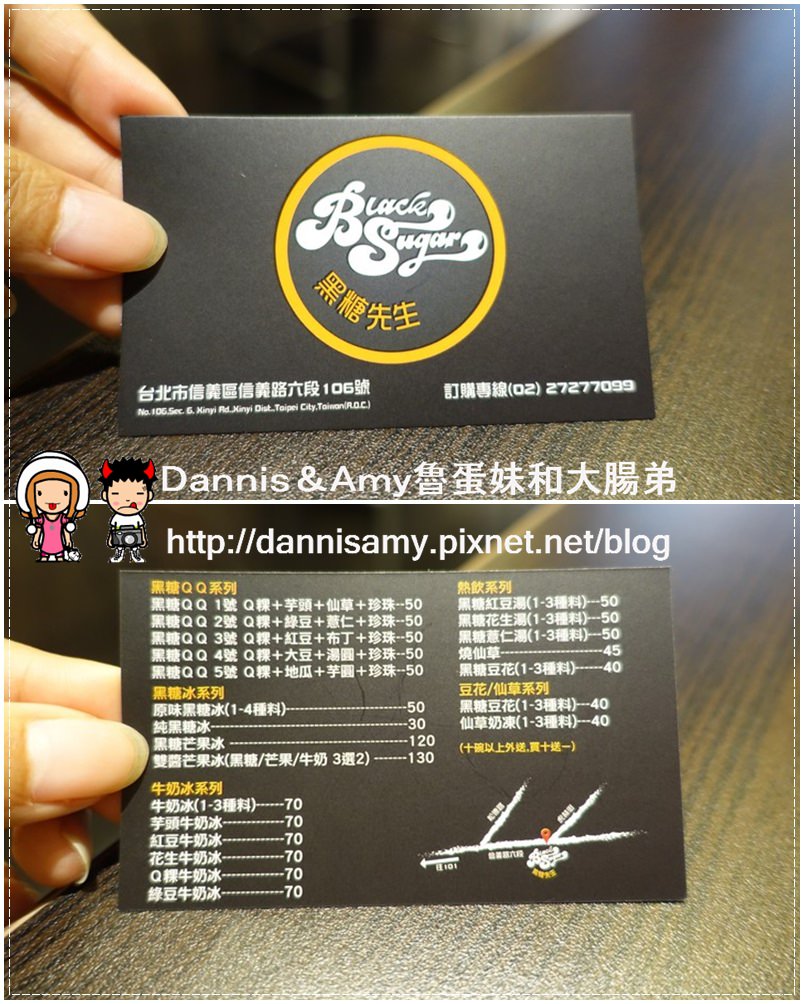 Black
Sugar
黑糖先生
台北市信義區信義路六段106號
訂購專線(02) 27277099
No.106,Sec. 6, Xinyi Rd.,Xinyi Dist.,Taipei City,Taiwan(R.O.C.)
Dannis＆Amy魯蛋妹和大腸弟
http://dannisamy.pixnet.net/blog
黑糖ＱＱ系列
黑糖ＱＱ 1號 Ｑ粿＋芋頭＋仙草＋珍珠--50
黑糖ＱＱ 2號 Ｑ粿＋綠豆＋薏仁＋珍珠--50
黑糖ＱＱ 3號 Ｑ粿＋紅豆＋布丁＋珍珠--50
黑糖ＱＱ 4號 Ｑ粿＋大豆＋湯圓＋珍珠--50
黑糖ＱＱ 5號 Ｑ粿＋地瓜＋芋圓＋珍珠--50
黑糖冰系列
原味黑糖冰(1-4種料)--------------------------50
純黑糖冰------------------------------------------30
黑糖芒果冰 --------------------------------------120
雙醬芒果冰(黑糖/芒果/牛奶 3選2) -------130
牛奶冰系列
牛奶冰(1-3種料)------70
芋頭牛奶冰-------------70
紅豆牛奶冰-------------70
花生牛奶冰-------------70
Ｑ粿牛奶冰-------------70
綠豆牛奶冰-------------70
熱飲系列
黑糖紅豆湯(1-3種料)---50
黑糖花生湯(1-3種料)---50
黑糖薏仁湯(1-3種料)---50
燒仙草----------------------45
黑糖豆花(1-3種料)------40
豆花/仙草系列
黑糖豆花(1-3種料)---40
仙草奶凍(1-3種料)---40
(十碗以上外送,買十送一)
信義路六段
往101
Black
Sugar
黑糖先生